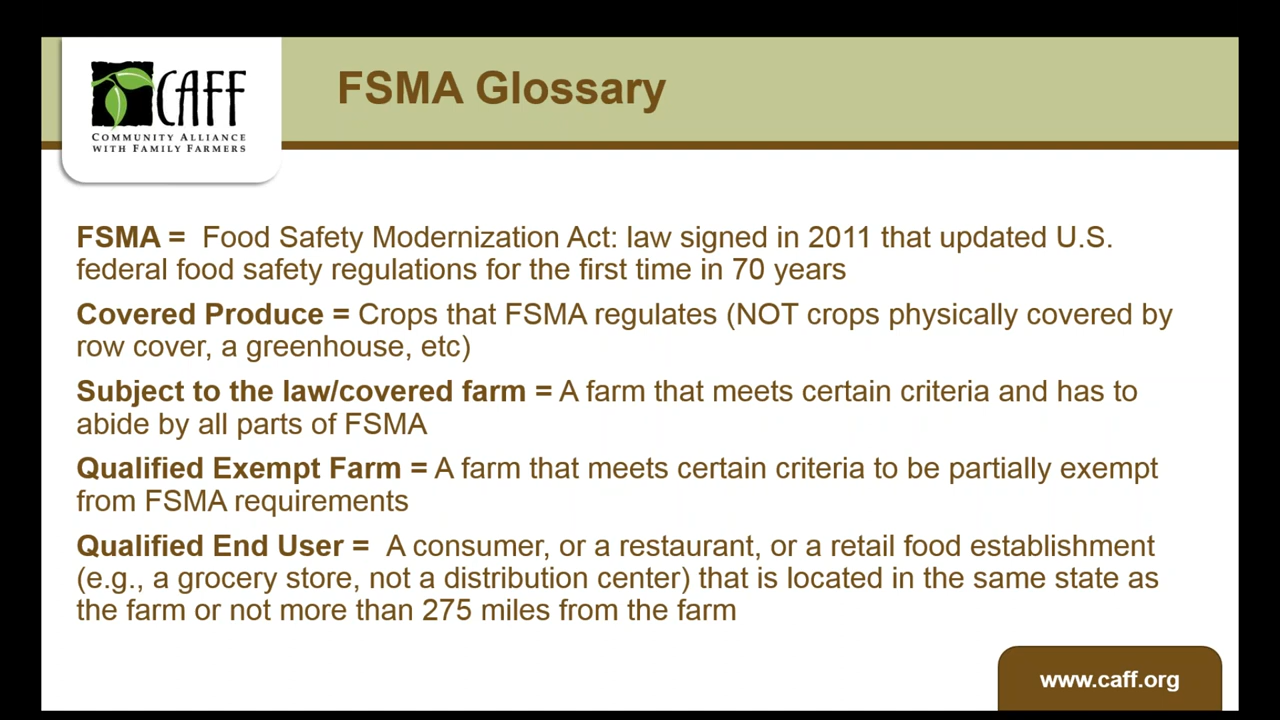 CAFF
COMMUNITY ALLIANCE
WITH FAMILY FARMERS
FSMA Glossary
FSMA = Food Safety Modernization Act: law signed in 2011 that updated U.S.
federal food safety regulations for the first time in 70 years
Covered Produce = Crops that FSMA regulates (NOT crops physically covered by
row cover, a greenhouse, etc)
Subject to the law/covered farm = A farm that meets certain criteria and has to
abide by all parts of FSMA
Qualified Exempt Farm = A farm that meets certain criteria to be partially exempt
from FSMA requirements
Qualified End User = A consumer, or a restaurant, or a retail food establishment
(e.g., a grocery store, not a distribution center) that is located in the same state as
the farm or not more than 275 miles from the farm
www.caff.org